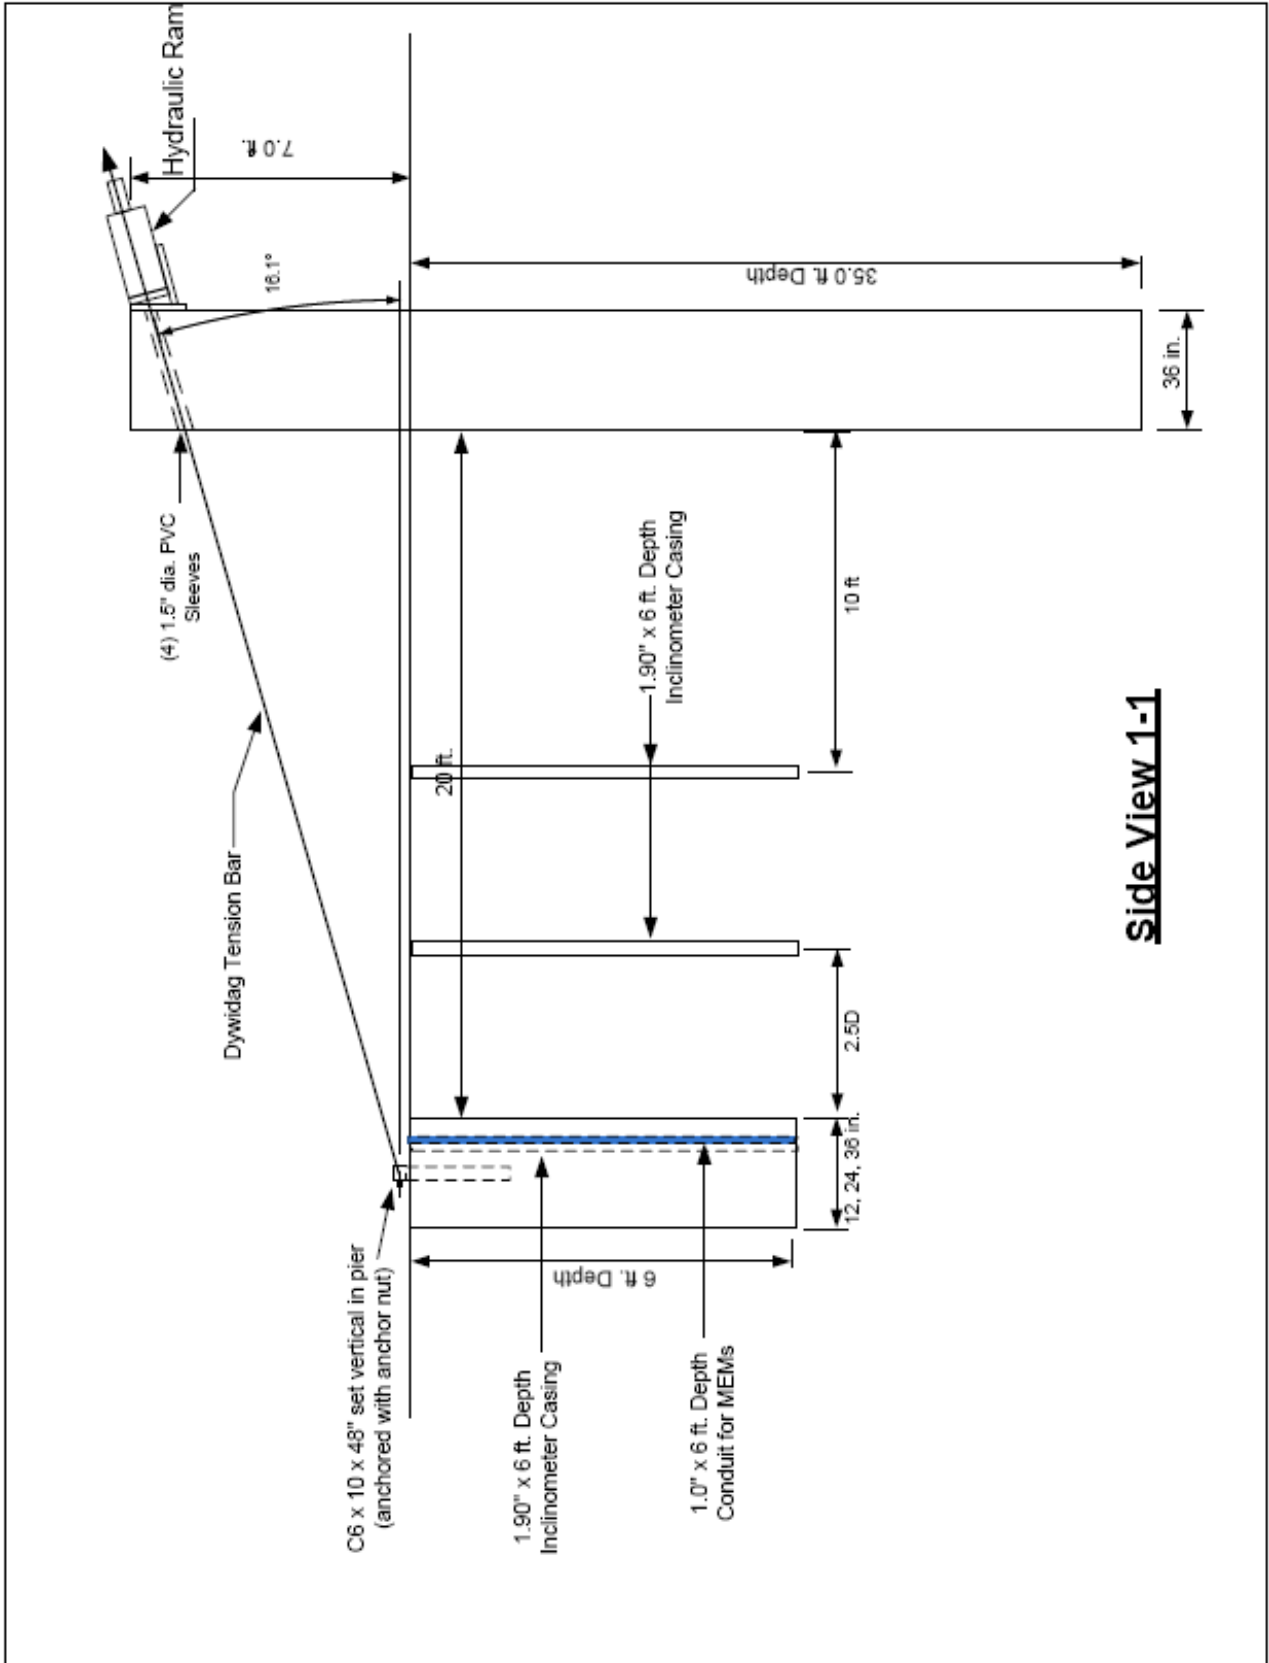 Hydraulic Ram
7.0 ft.
16.1°
35.0 ft. Depth
36 in.
(4) 1.5" dia. PVC
Sleeves
1.90" x 6 ft. Depth
Inclinometer Casing
10 ft
20 ft.
Dywidag Tension Bar
2.5D
12, 24, 36 in.
6 ft. Depth
C6 x 10 x 48" set vertical in pier
(anchored with anchor nut)
1.90" x 6 ft. Depth
Inclinometer Casing
1.0" x 6 ft. Depth
Conduit for MEMs
Side View 1-1